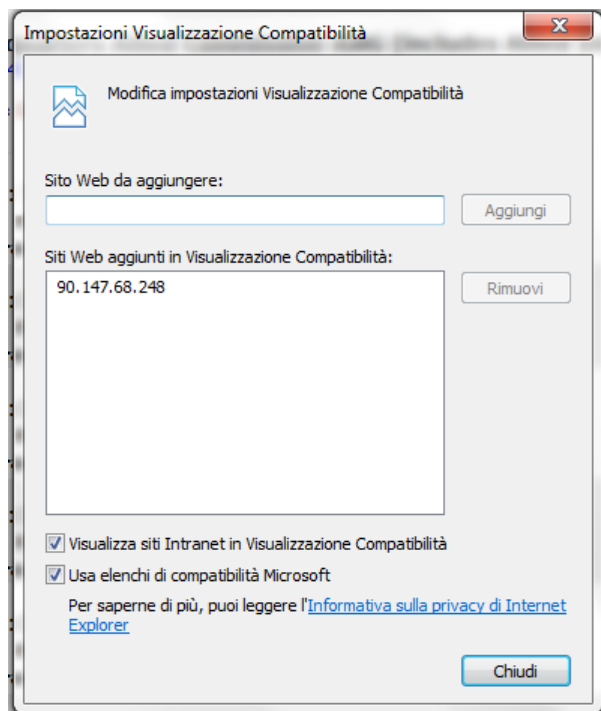 Impostazioni Visualizzazione Compatibilità
Modifica impostazioni Visualizzazione Compatibilità
Sito Web da aggiungere:
Aggiungi
Siti Web aggiunti in Visualizzazione Compatibilità:
90.147.68.248
Rimuovi
Visualizza siti Intranet in Visualizzazione Compatibilità
Usa elenchi di compatibilità Microsoft
Per saperne di più, puoi leggere l'Informativa sulla privacy di Internet
Explorer
Chiudi